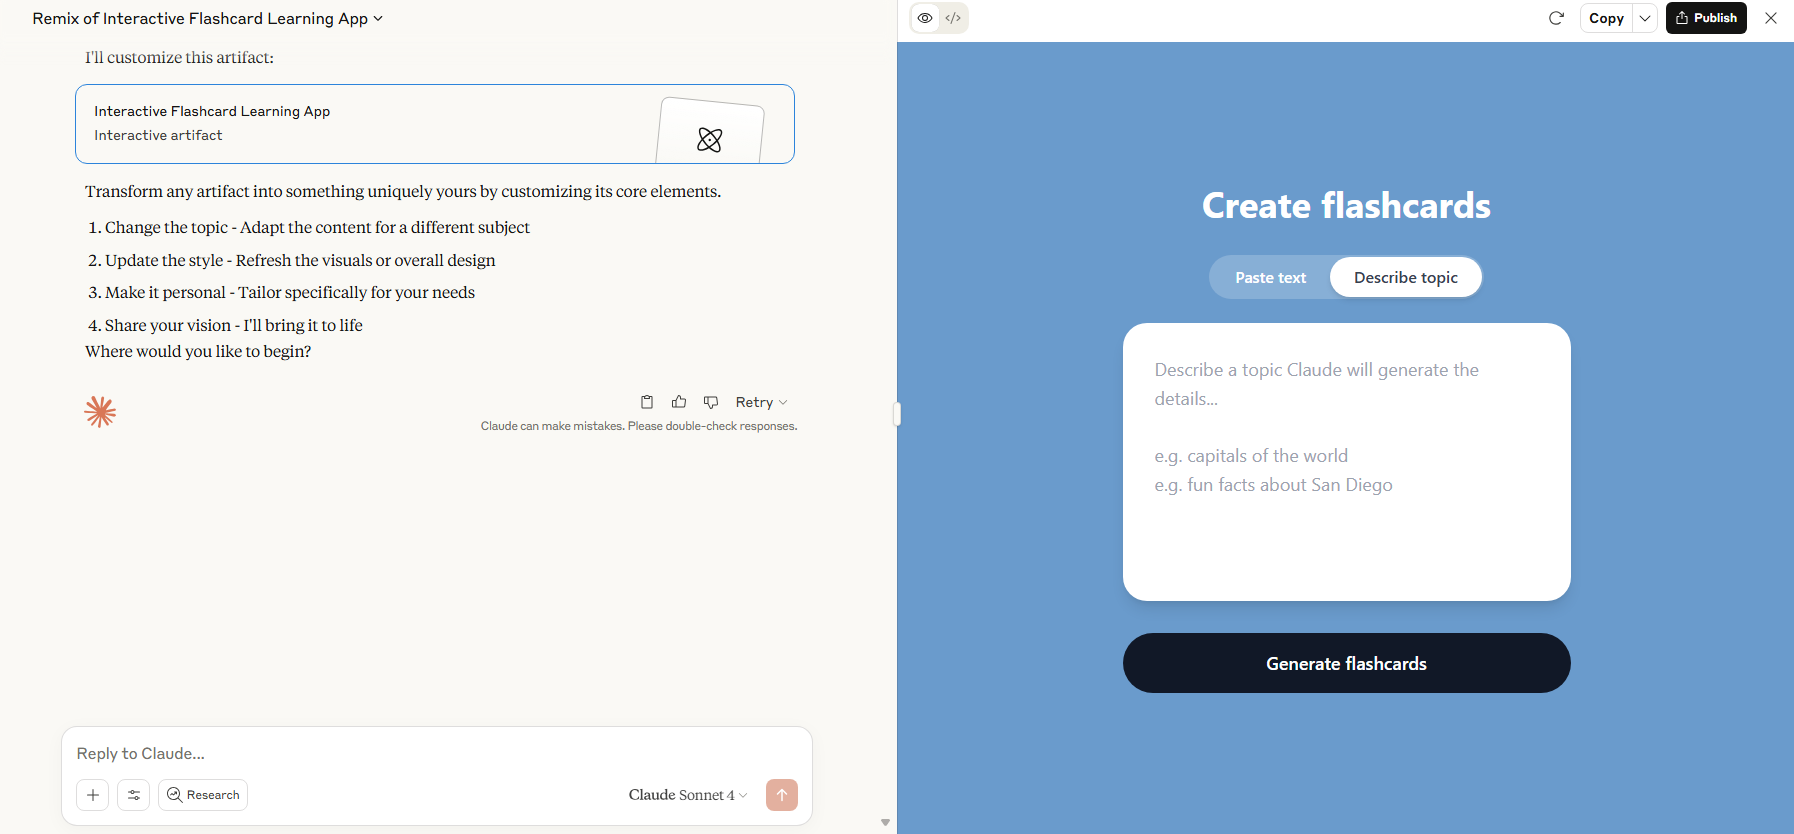 Remix of Interactive Flashcard Learning App
I'll customize this artifact:
Interactive Flashcard Learning App
Interactive artifact
Transform any artifact into something uniquely yours by customizing its core elements.
1. Change the topic - Adapt the content for a different subject
2. Update the style - Refresh the visuals or overall design
3. Make it personal - Tailor specifically for your needs
4. Share your vision - I'll bring it to life
Where would you like to begin?
Retry
Claude can make mistakes. Please double-check responses.
Reply to Claude...
Research
Claude Sonnet 4
</>
Copy
Publish
Create flashcards
Paste text
Describe topic
Describe a topic Claude will generate the
details...
e.g. capitals of the world
e.g. fun facts about San Diego
Generate flashcards